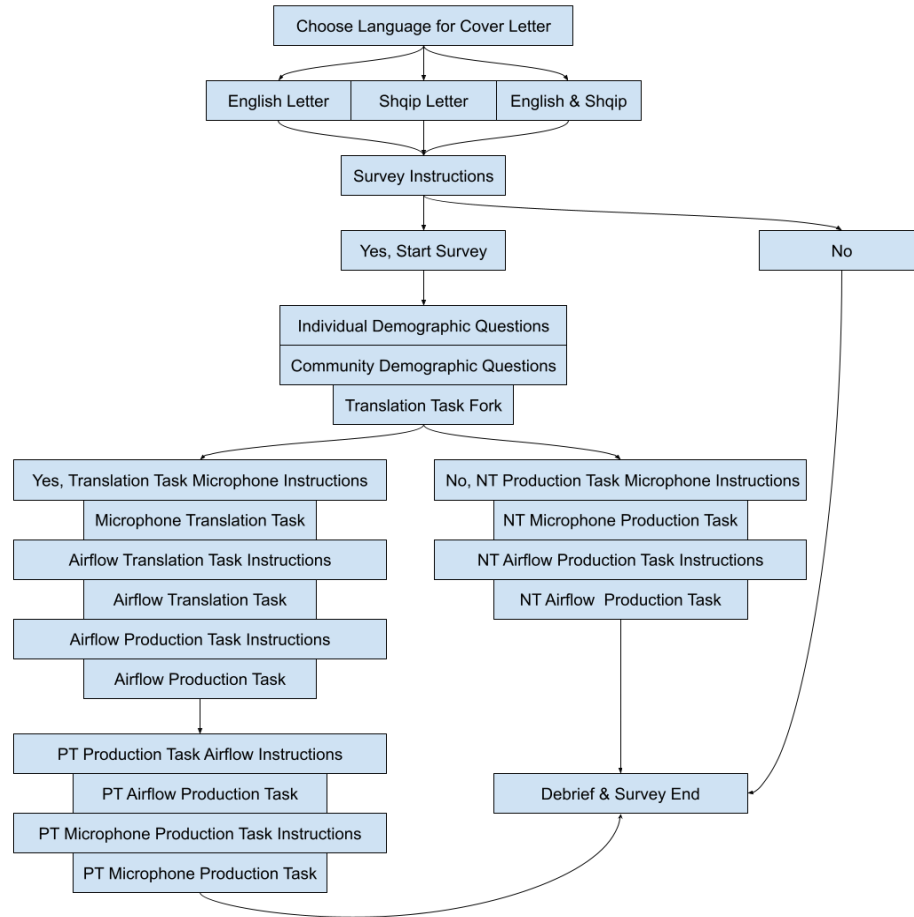 Choose Language for Cover Letter
English Letter
Shqip Letter
English & Shqip
Survey Instructions
Yes, Start Survey
No
Individual Demographic Questions
Community Demographic Questions
Translation Task Fork
Yes, Translation Task Microphone Instructions
Microphone Translation Task
Airflow Translation Task Instructions
Airflow Translation Task
Airflow Production Task Instructions
Airflow Production Task
PT Production Task Airflow Instructions
PT Airflow Production Task
PT Microphone Production Task Instructions
PT Microphone Production Task
No, NT Production Task Microphone Instructions
NT Microphone Production Task
NT Airflow Production Task Instructions
NT Airflow  Production Task
Debrief & Survey End